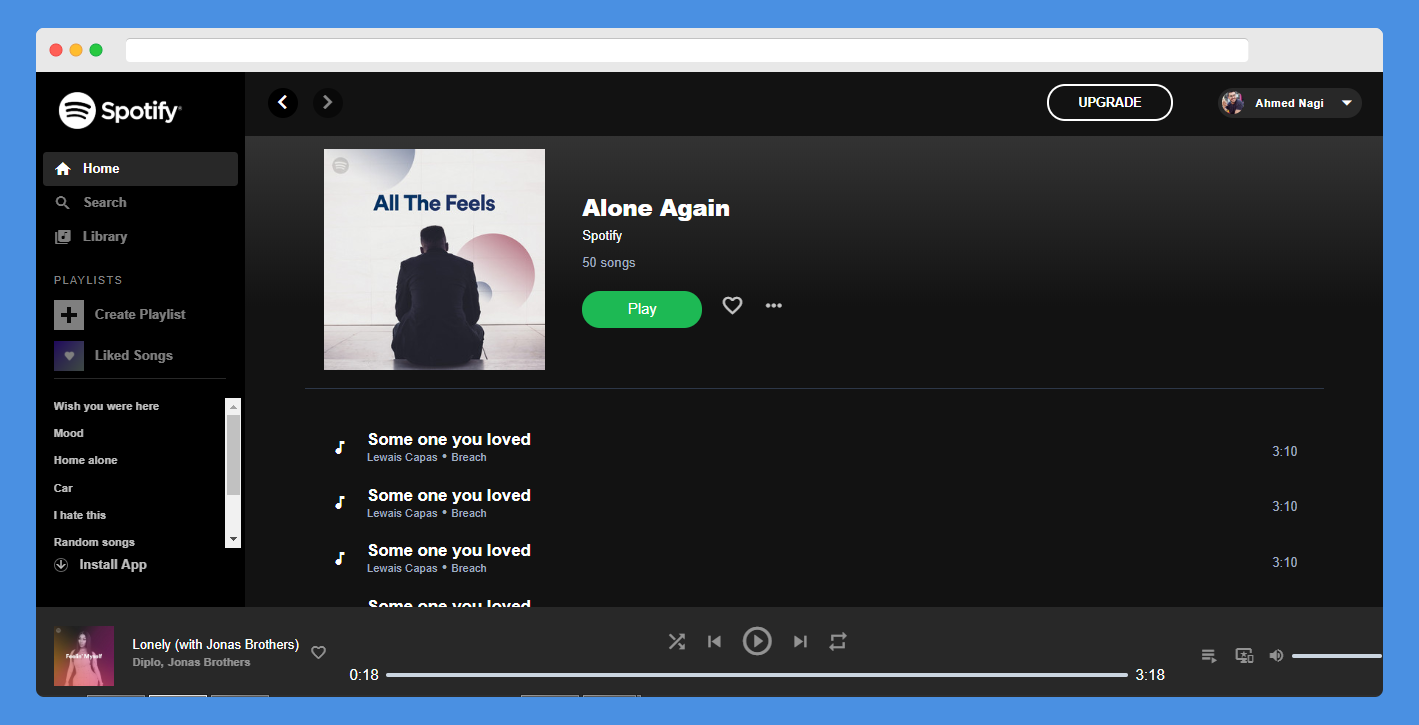 Spotify
Home
Search
Library
PLAYLISTS
Create Playlist
Liked Songs
Wish you were here
Mood
Home alone
Car
I hate this
Random songs
Install App
UPGRADE
Ahmed Nagi
All The Feels
Alone Again
Spotify
50 songs
Play
Some one you loved
Lewais Capas • Breach
3:10
Some one you loved
Lewais Capas • Breach
3:10
Some one you loved
Lewais Capas • Breach
3:10
Some one you loved
Feelin' Myself
Lonely (with Jonas Brothers)
Diplo, Jonas Brothers
0:18
3:18